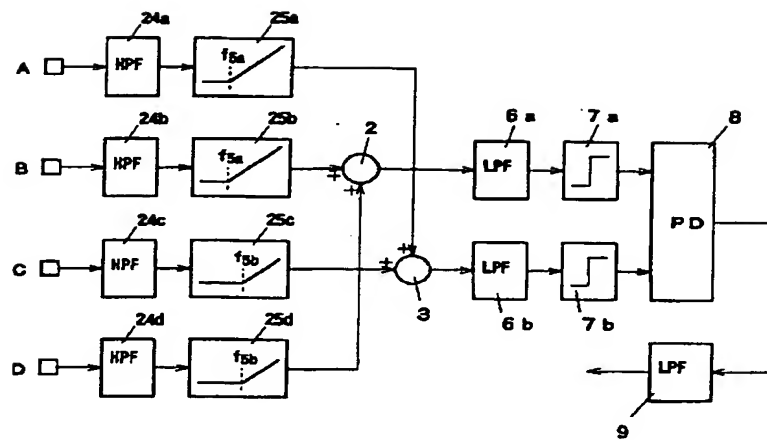 24a
25a
A
HPF
f5a
24b
25b
2
6a
7a
8
B
HPF
f5a
+
+
LPF
PD
24c
25c
C
HPF
f5b
+
+
3
LPF
6b
7b
24d
25d
D
HPF
f5b
LPF
9